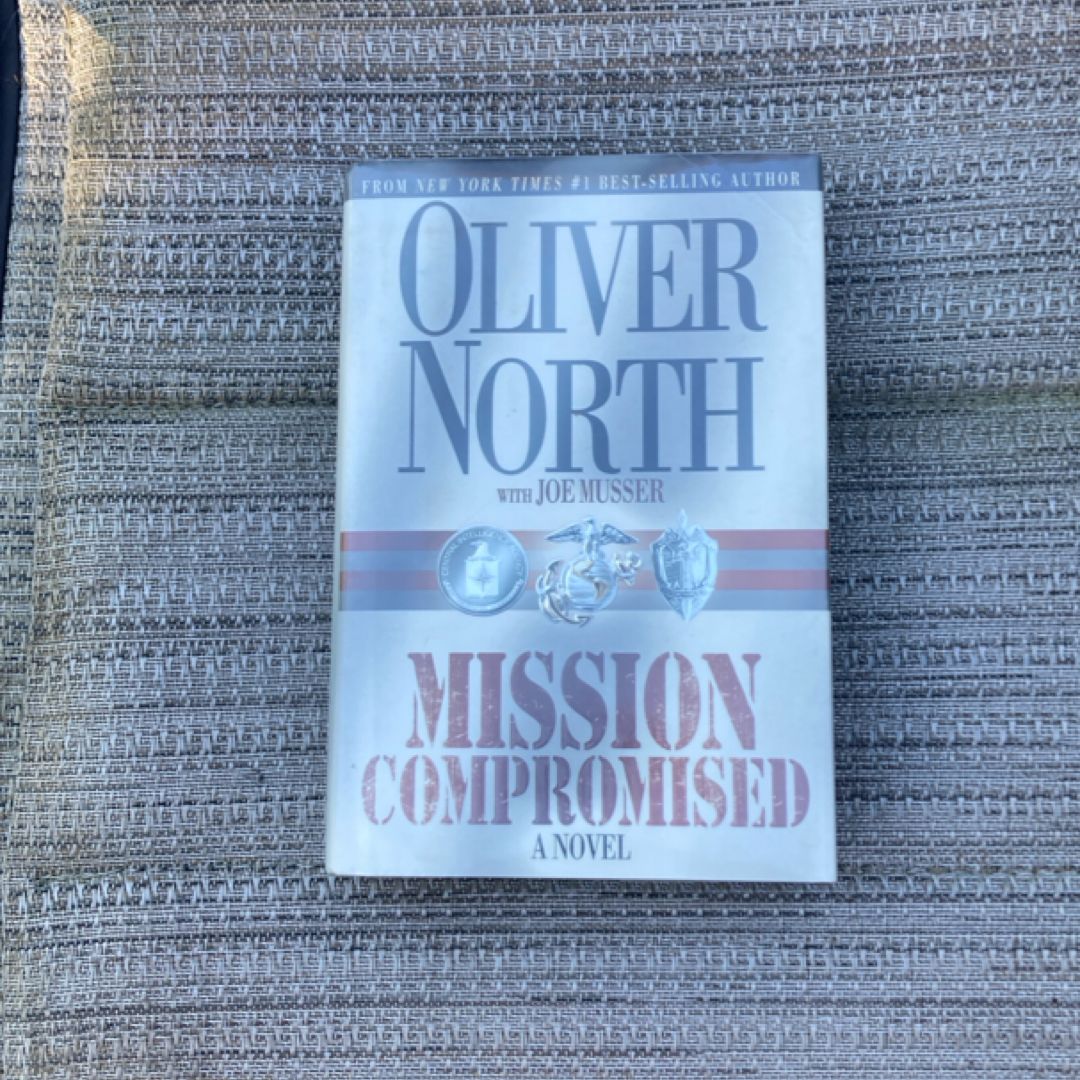 FROM NEW YORK TIMES #1 BEST-SELLING AUTHOR
OLIVER
NORTH
WITH JOE MUSSER
MISSION
COMPROMISED
A NOVEL